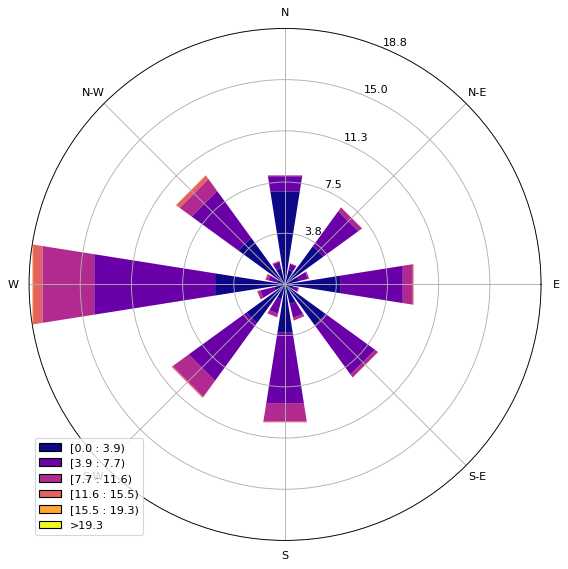 N
18.8
N-W
15.0
N-E
11.3
7.5
3.8
W
E
[0.0 : 3.9)
[3.9 : 7.7)
[7.7 : 11.6)
S-W
S-E
[11.6 : 15.5)
[15.5 : 19.3)
>19.3
S